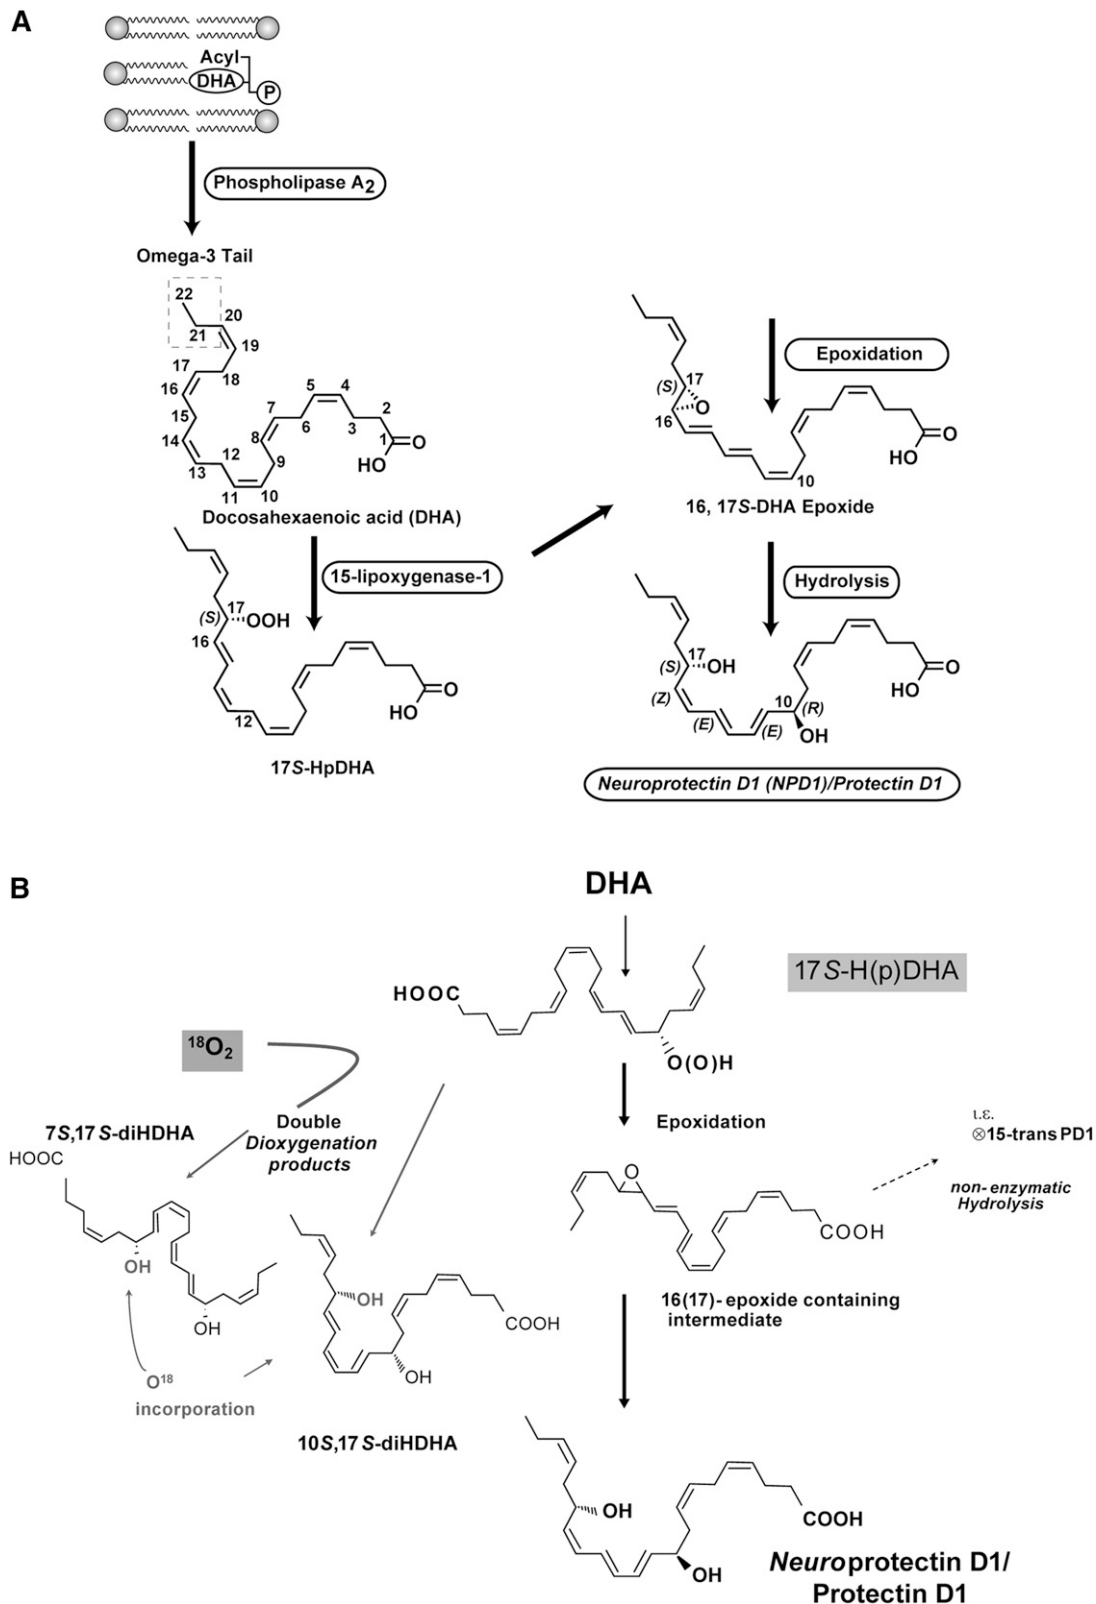 A
Acyl
DHA
P
Phospholipase A2
Omega-3 Tail
22
21
20
19
18
17
16
15
14
13
12
11
10
9
8
7
6
5
4
3
2
1
O
HO
Docosahexaenoic acid (DHA)
15-lipoxygenase-1
(S)
17
OOH
16
12
O
HO
17S-HpDHA
Epoxidation
(S)
17
O
16
10
O
HO
16, 17S-DHA Epoxide
Hydrolysis
17
(S)
OH
(Z)
(E)
(E)
10
(R)
OH
O
HO
Neuroprotectin D1 (NPD1)/Protectin D1
B
DHA
17S-H(p)DHA
HOOC
O(O)H
18O2
Double
Dioxygenation
products
7S,17S-diHDHA
HOOC
OH
OH
O18
incorporation
OH
COOH
OH
10S,17S-diHDHA
Epoxidation
O
COOH
16(17)- epoxide containing
intermediate
ι.ε.
⊗15-trans PD1
non-enzymatic
Hydrolysis
OH
COOH
OH
Neuroprotectin D1/
Protectin D1